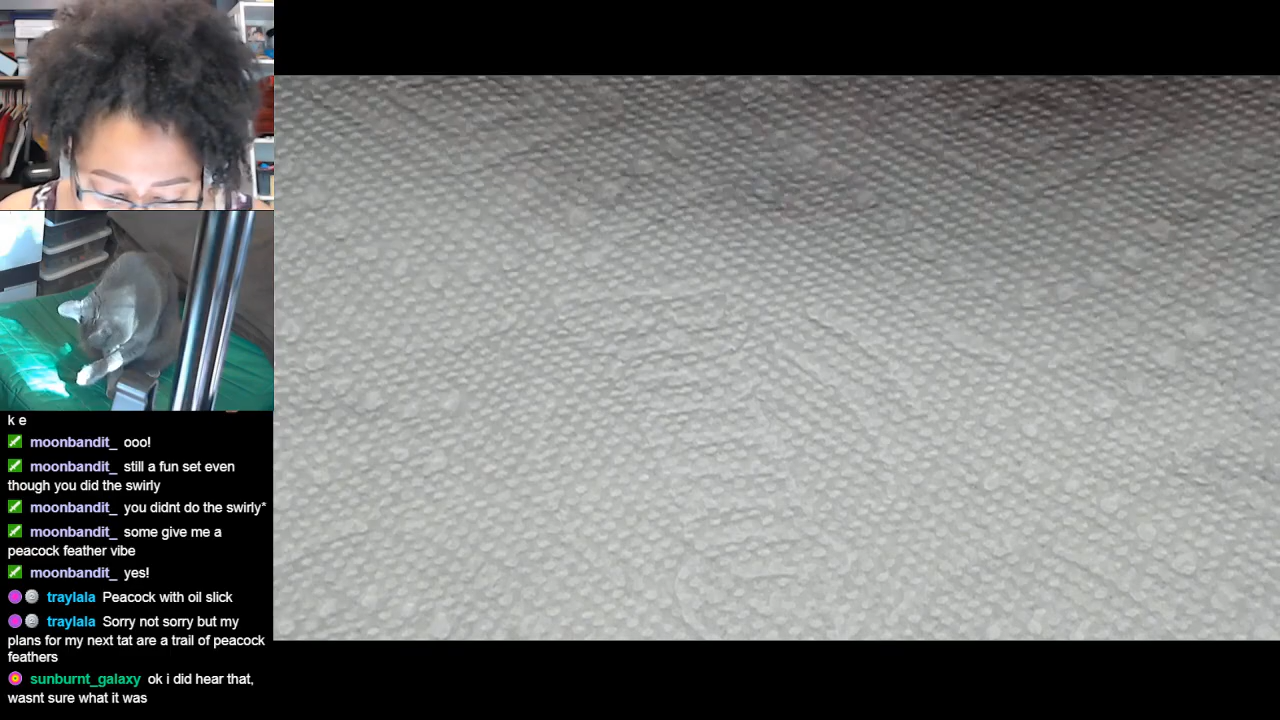 k e
moonbandit_ ooo!
moonbandit_ still a fun set even
though you did the swirly
moonbandit_ you didnt do the swirly*
moonbandit_ some give me a
peacock feather vibe
moonbandit_ yes!
traylala Peacock with oil slick
traylala Sorry not sorry but my
plans for my next tat are a trail of peacock
feathers
sunburnt_galaxy ok i did hear that,
wasnt sure what it was